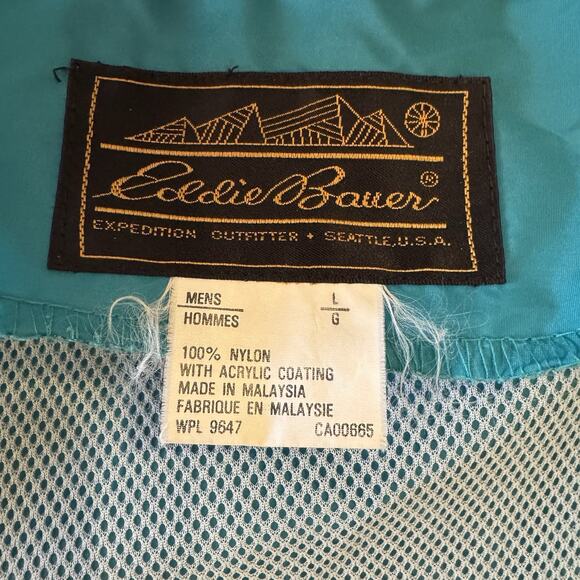 Eddie Bauer®
EXPEDITION OUTFITTER • SEATTLE, U.S.A.
MENS L
HOMMES G
100% NYLON
WITH ACRYLIC COATING
MADE IN MALAYSIA
FABRIQUE EN MALAYSIE
WPL 9647 CA00665